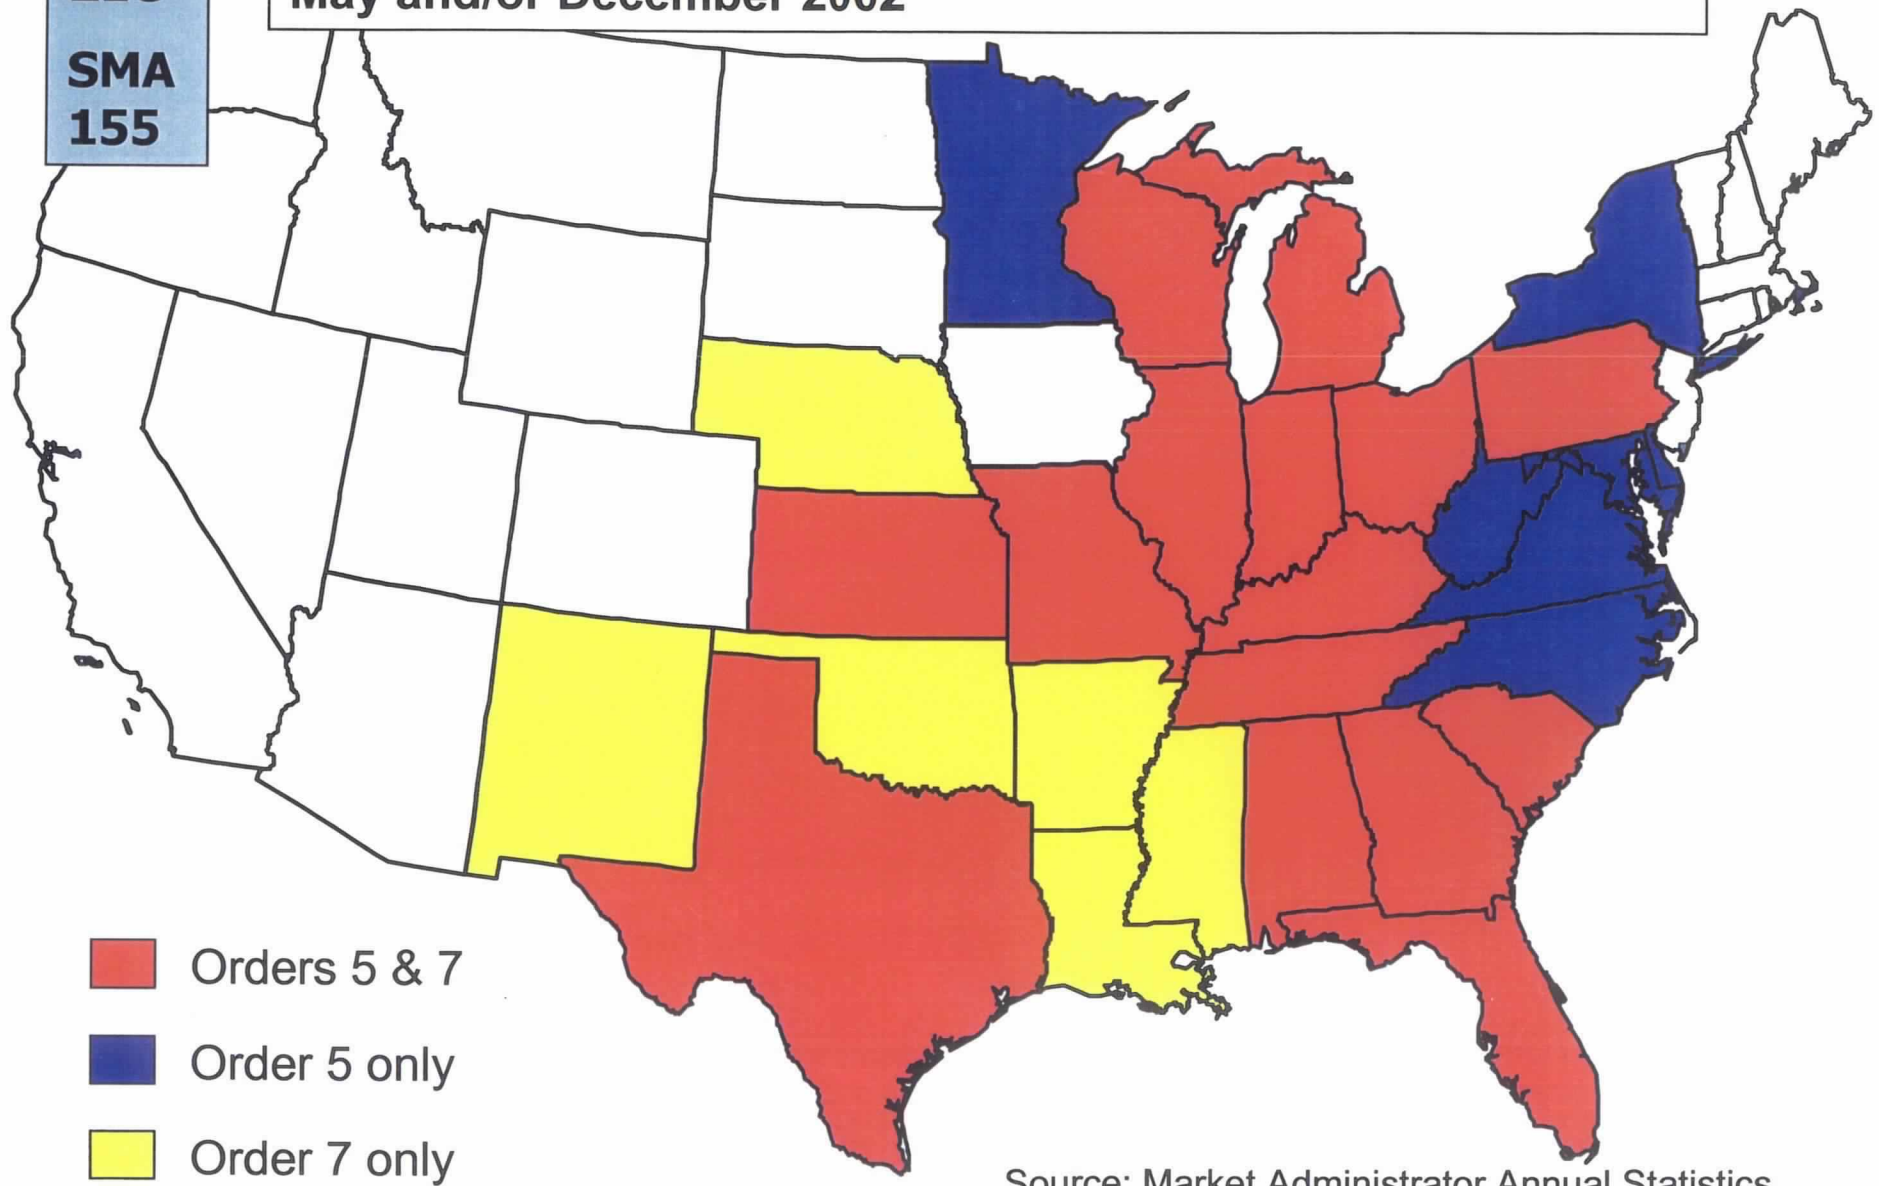 May and/or December 2002
SMA
155
Orders 5 & 7
Order 5 only
Order 7 only
Source: Market Administrator Annual Statistics